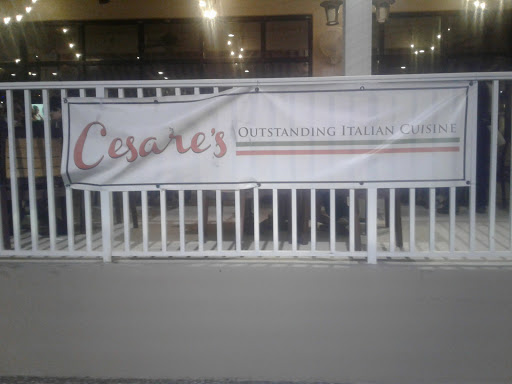 Cesare's
OUTSTANDING ITALIAN CUISINE